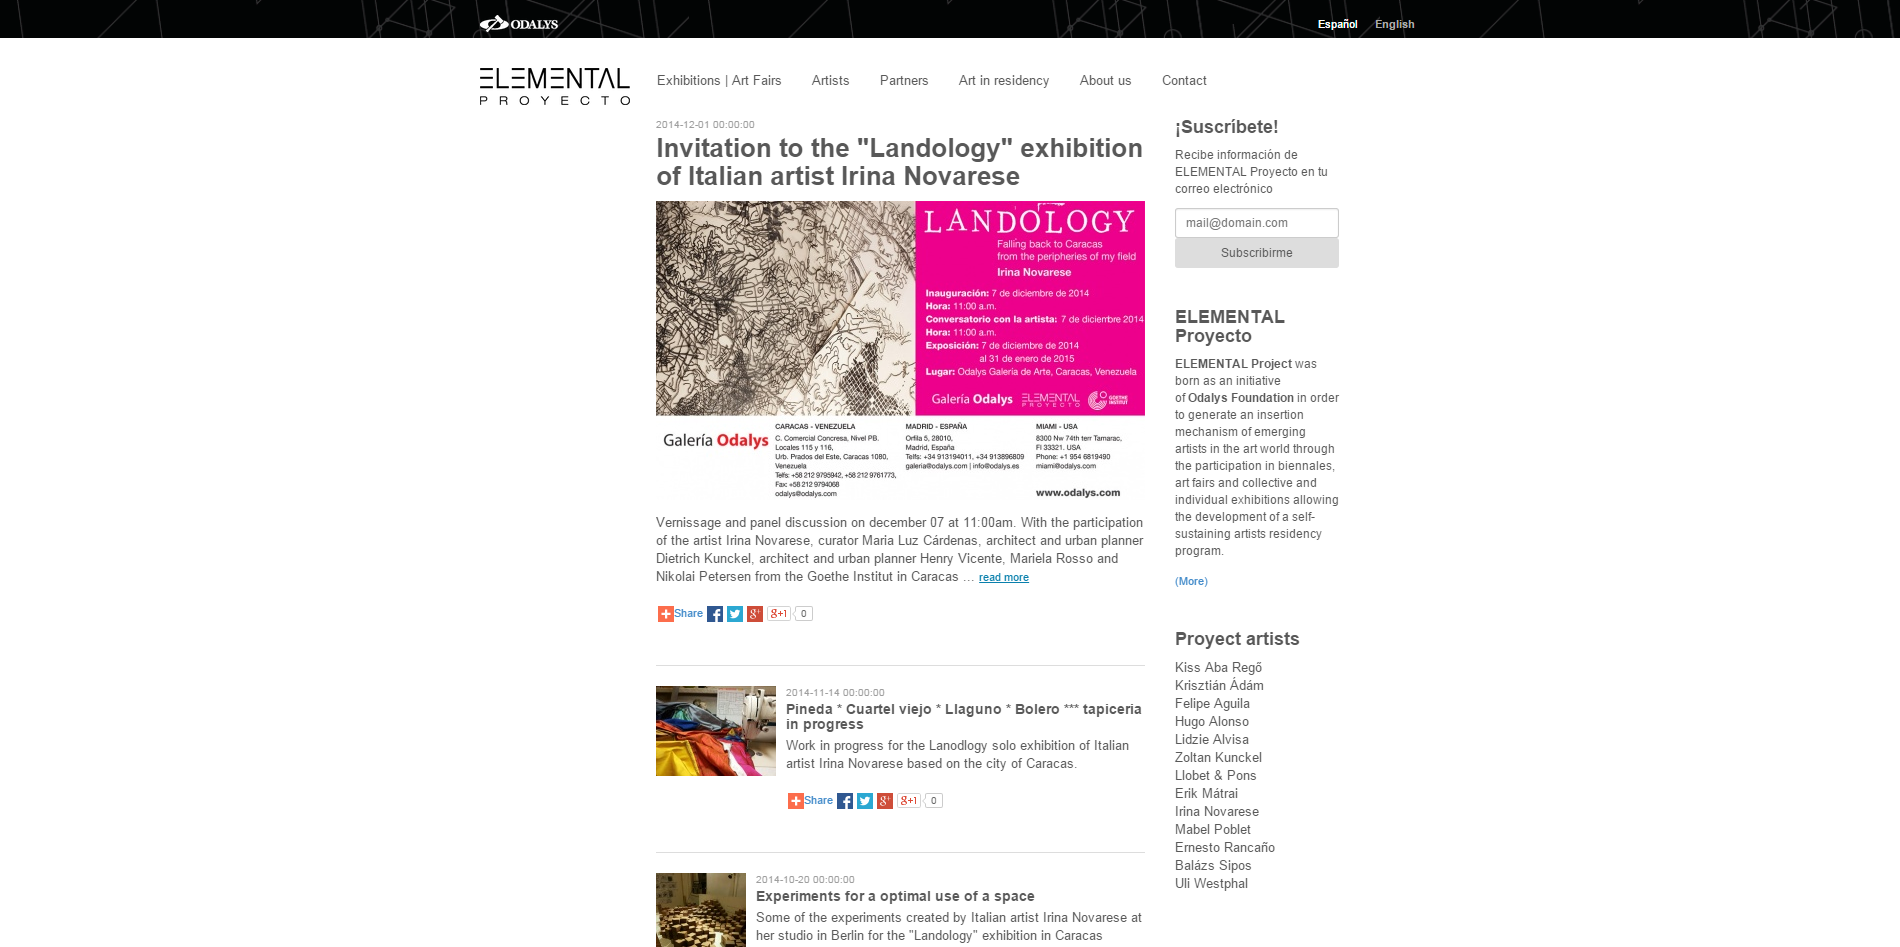 ODALYS
Español English
ELEMENTAL
PROYECTO
Exhibitions | Art Fairs Artists Partners Art in residency About us Contact
2014-12-01 00:00:00
Invitation to the "Landology" exhibition
of Italian artist Irina Novarese
LANDOLOGY
Falling back to Caracas
from the peripheries of my field
Irina Novarese
Inauguración: 7 de diciembre de 2014
Hora: 11:00 a.m.
Conversatorio con la artista: 7 de diciembre de 2014
Hora: 11:00 a.m.
Exposición: 7 de diciembre de 2014
al 31 de enero de 2015
Lugar: Odalys Galería de Arte, Caracas, Venezuela
Galería Odalys ELEMENTAL PROYECTO GOETHE INSTITUT
Galería Odalys
CARACAS - VENEZUELA
C. Comercial Concresa, Nivel PB.
Locales 115 y 116,
Urb. Prados del Este, Caracas 1080,
Venezuela
Telfs: +58 212 9795942, +58 212 9761773,
Fax: +58 212 9794068
odalys@odalys.com
MADRID - ESPAÑA
Orfila 5, 28010,
Madrid, España
Telfs: +34 913194011, +34 913896809
galeria@odalys.com | info@odalys.es
MIAMI - USA
8300 Nw 74th terr Tamarac,
Fl 33321. USA
Phone: +1 954 6819490
miami@odalys.com
www.odalys.com
Vernissage and panel discussion on december 07 at 11:00am. With the participation
of the artist Irina Novarese, curator Maria Luz Cárdenas, architect and urban planner
Dietrich Kunckel, architect and urban planner Henry Vicente, Mariela Rosso and
Nikolai Petersen from the Goethe Institut in Caracas ... read more
Share g+1 0
2014-11-14 00:00:00
Pineda * Cuartel viejo * Llaguno * Bolero *** tapiceria
in progress
Work in progress for the Lanodlogy solo exhibition of Italian
artist Irina Novarese based on the city of Caracas.
Share g+1 0
2014-10-20 00:00:00
Experiments for a optimal use of a space
Some of the experiments created by Italian artist Irina Novarese at
her studio in Berlin for the "Landology" exhibition in Caracas
¡Suscríbete!
Recibe información de
ELEMENTAL Proyecto en tu
correo electrónico
mail@domain.com
Subscribirme
ELEMENTAL
Proyecto
ELEMENTAL Project was
born as an initiative
of Odalys Foundation in order
to generate an insertion
mechanism of emerging
artists in the art world through
the participation in biennales,
art fairs and collective and
individual exhibitions allowing
the development of a self-
sustaining artists residency
program.
(More)
Proyect artists
Kiss Aba Regő
Krisztián Ádám
Felipe Aguila
Hugo Alonso
Lidzie Alvisa
Zoltan Kunckel
Llobet & Pons
Erik Mátrai
Irina Novarese
Mabel Poblet
Ernesto Rancaño
Balázs Sipos
Uli Westphal